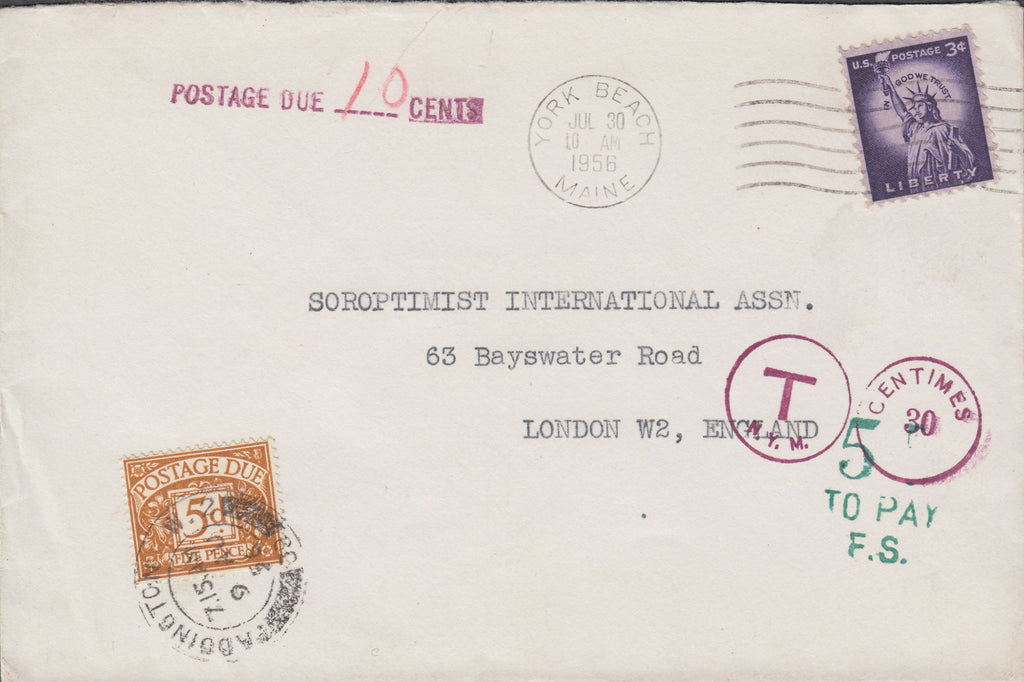 U.S. POSTAGE 3¢
IN GOD WE TRUST
LIBERTY
POSTAGE DUE 10 CENTS
YORK BEACH
JUL 30
10 AM
1956
MAINE
SOROPTIMIST INTERNATIONAL ASSN.
63 Bayswater Road
LONDON W2, ENGLAND
T
N.Y.M.
CENTIMES
30
5
TO PAY
F.S.
POSTAGE DUE
5d
FIVE PENCE
7.15
PADDINGTON